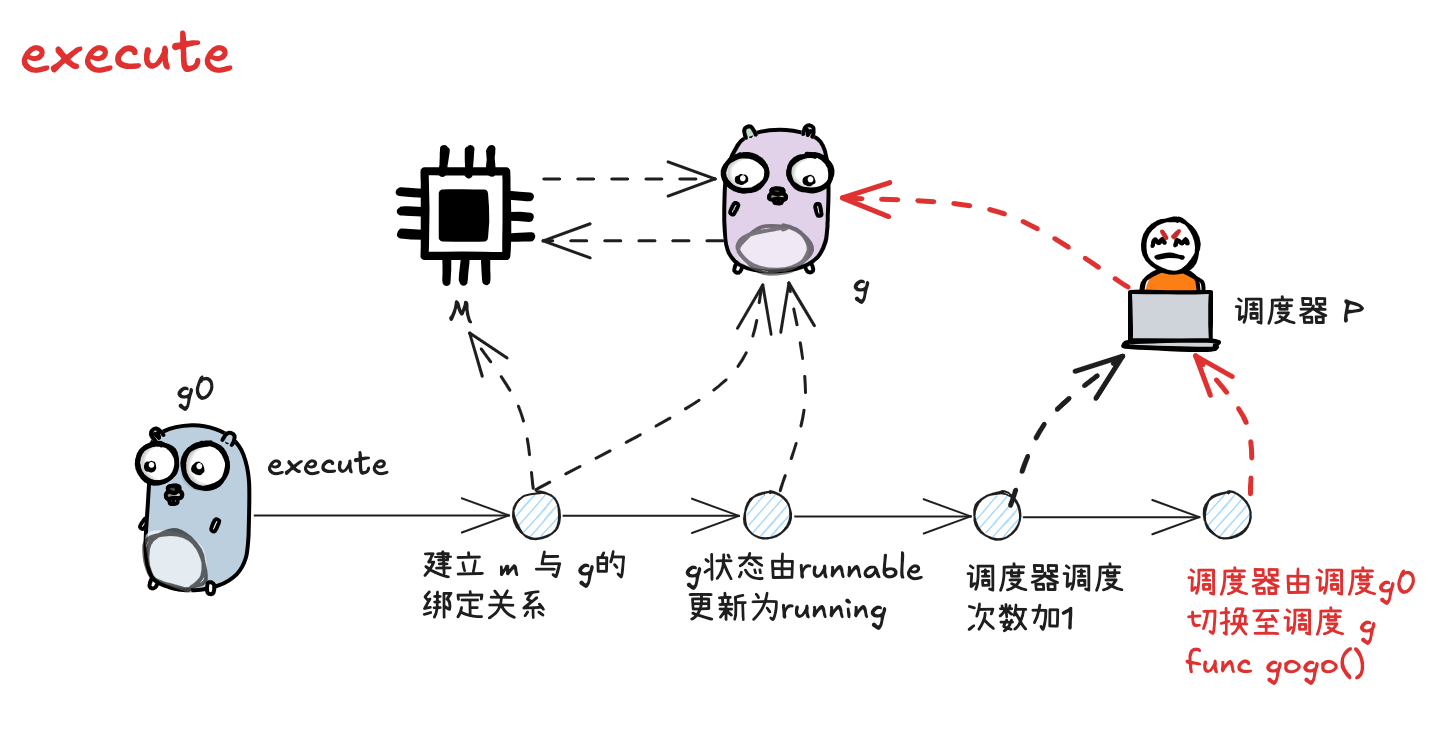 execute
M
g
调度器 P
g0
execute
建立 m 与 g的
绑定关系
g状态由runnable
更新为running
调度器调度
次数加1
调度器由调度g0
切换至调度 g
func gogo()